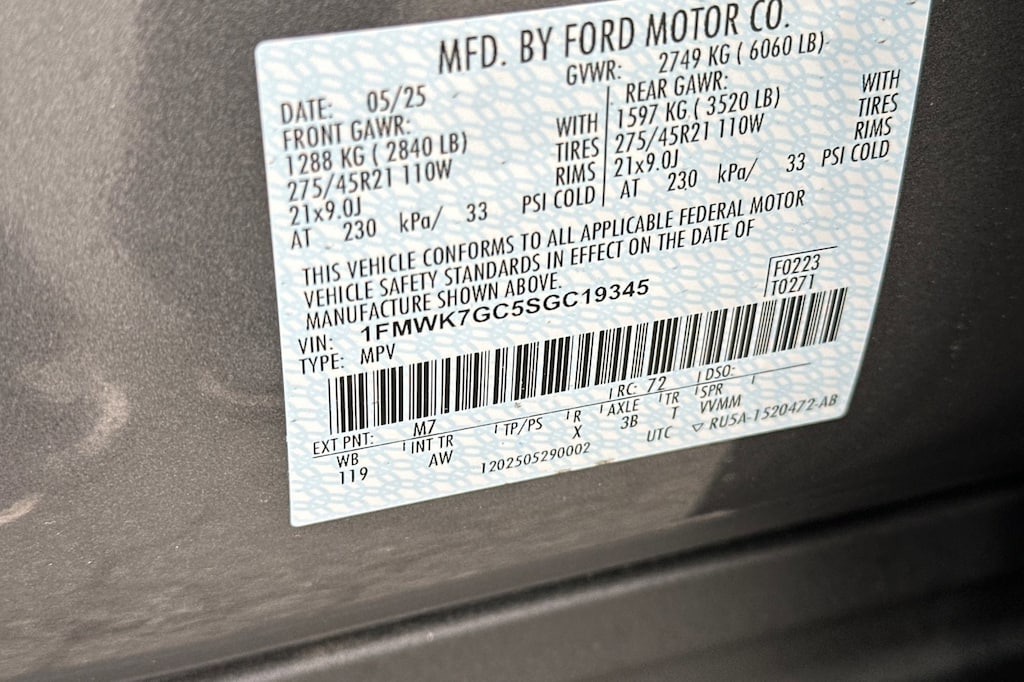 MFD. BY FORD MOTOR CO.
DATE: 05/25
GVWR: 2749 KG ( 6060 LB)
FRONT GAWR:
1288 KG ( 2840 LB) WITH
275/45R21 110W TIRES
21x9.0J RIMS
AT 230 kPa/ 33 PSI COLD
REAR GAWR:
1597 KG ( 3520 LB) WITH
275/45R21 110W TIRES
21x9.0J RIMS
AT 230 kPa/ 33 PSI COLD
THIS VEHICLE CONFORMS TO ALL APPLICABLE FEDERAL MOTOR
VEHICLE SAFETY STANDARDS IN EFFECT ON THE DATE OF
MANUFACTURE SHOWN ABOVE.
F0223
T0271
VIN: 1FMWK7GC5SGC19345
TYPE: MPV
EXT PNT: M7 RC: 72 DSO:
WB INT TR TP/PS R AXLE TR SPR
119 AW X 3B T VVMM
1202505290002 UTC ▽ RU5A-1520472-AB